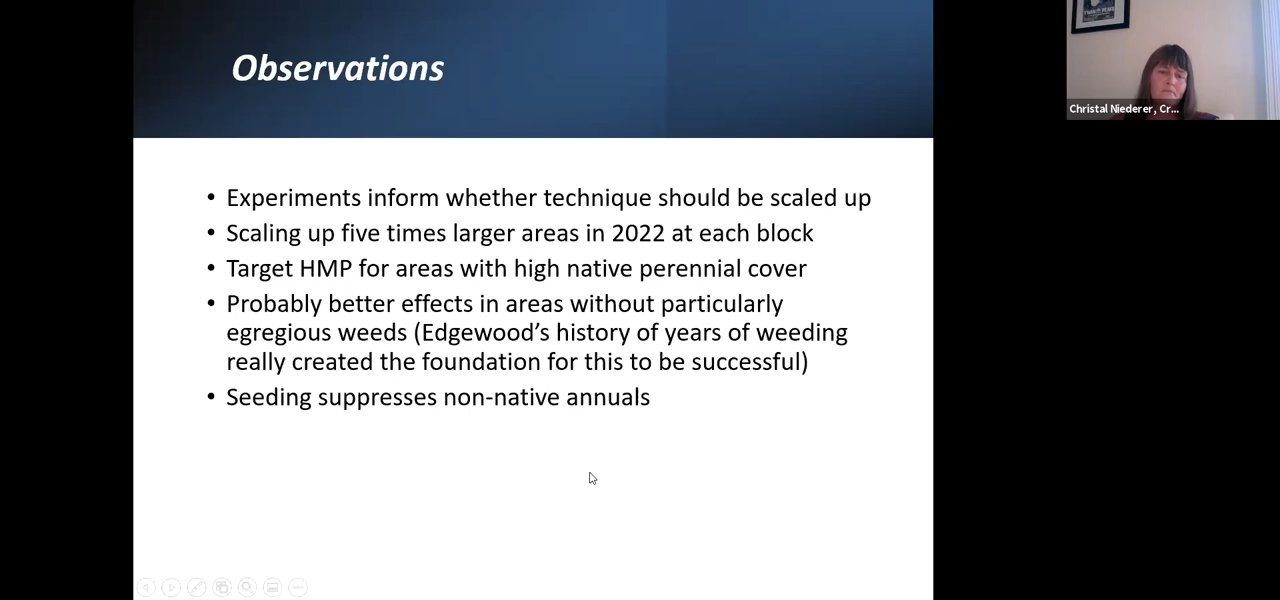 Observations
• Experiments inform whether technique should be scaled up
• Scaling up five times larger areas in 2022 at each block
• Target HMP for areas with high native perennial cover
• Probably better effects in areas without particularly
egregious weeds (Edgewood’s history of years of weeding
really created the foundation for this to be successful)
• Seeding suppresses non-native annuals
Christal Niederer, Cr...